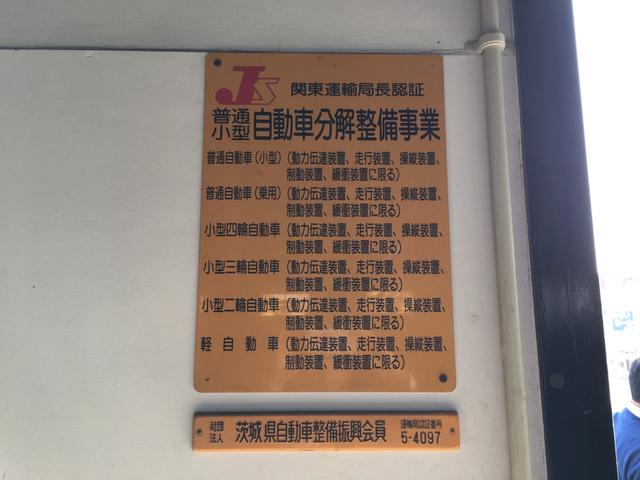 JS 関東運輸局長認証
普通
小型 自動車分解整備事業
普通自動車(小型)(動力伝達装置、走行装置、操縦装置、
制動装置、緩衝装置に限る)
普通自動車(乗用)(動力伝達装置、走行装置、操縦装置、
制動装置、緩衝装置に限る)
小型四輪自動車(動力伝達装置、走行装置、操縦装置、
制動装置、緩衝装置に限る)
小型三輪自動車(動力伝達装置、走行装置、操縦装置、
制動装置、緩衝装置に限る)
小型二輪自動車(動力伝達装置、走行装置、操縦装置、
制動装置、緩衝装置に限る)
軽自動車(動力伝達装置、走行装置、操縦装置、
制動装置、緩衝装置に限る)
社団法人 茨城県自動車整備振興会員 運輸局認証番号
5-4097